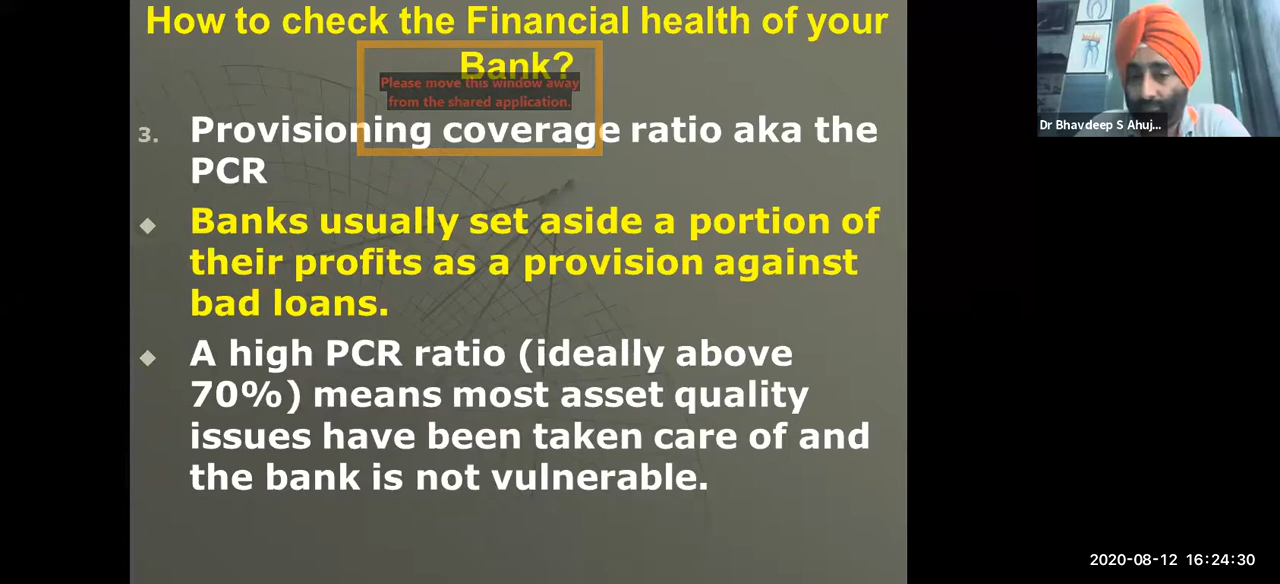 How to check the Financial health of your
Bank?
Please move this window away
from the shared application.
3. Provisioning coverage ratio aka the
PCR
Banks usually set aside a portion of
their profits as a provision against
bad loans.
A high PCR ratio (ideally above
70%) means most asset quality
issues have been taken care of and
the bank is not vulnerable.
Dr Bhavdeep S Ahuj...
2020-08-12 16:24:30